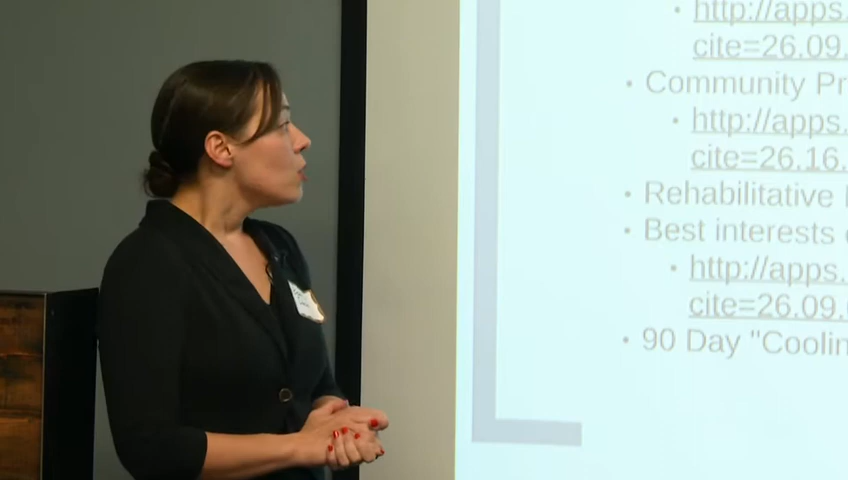 • http://apps.
cite=26.09.
• Community Pr
• http://apps.
cite=26.16.
• Rehabilitative
• Best interests
• http://apps.
cite=26.09.
• 90 Day "Coolin